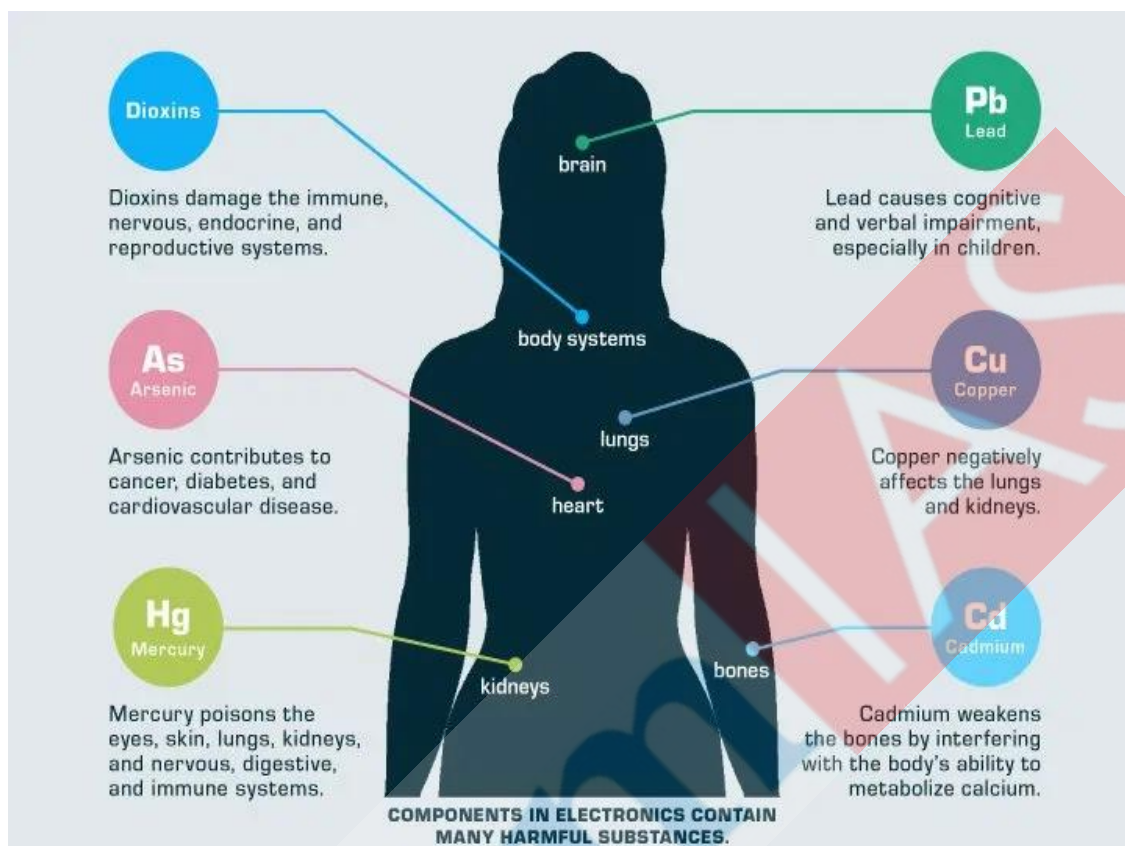 Dioxins
Dioxins damage the immune,
nervous, endocrine, and
reproductive systems.
As
Arsenic
Arsenic contributes to
cancer, diabetes, and
cardiovascular disease.
Hg
Mercury
Mercury poisons the
eyes, skin, lungs, kidneys,
and nervous, digestive,
and immune systems.
brain
body systems
lungs
heart
kidneys
bones
Pb
Lead
Lead causes cognitive
and verbal impairment,
especially in children.
Cu
Copper
Copper negatively
affects the lungs
and kidneys.
Cd
Cadmium
Cadmium weakens
the bones by interfering
with the body's ability to
metabolize calcium.
COMPONENTS IN ELECTRONICS CONTAIN
MANY HARMFUL SUBSTANCES.